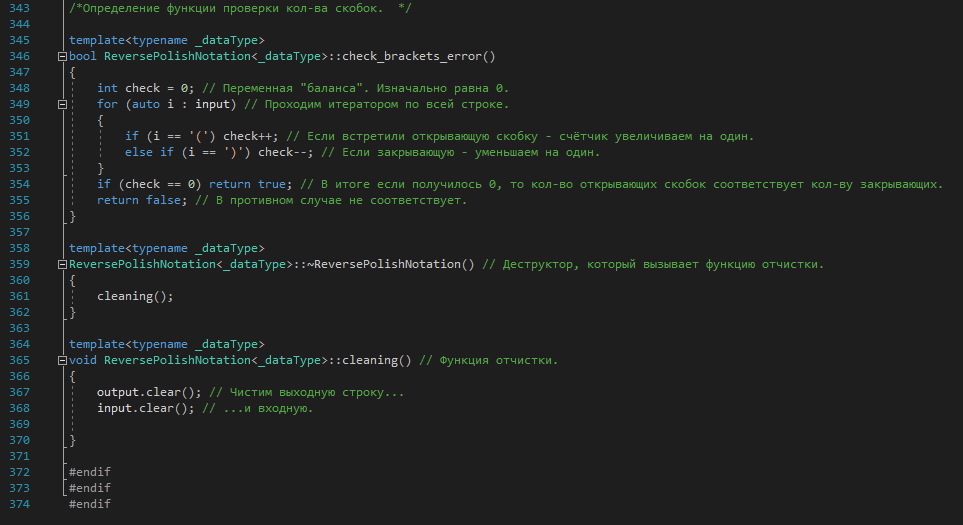 343 /*Определение функции проверки кол-ва скобок.  */
344
345 template<typename _dataType>
346 bool ReversePolishNotation<_dataType>::check_brackets_error()
347 {
348     int check = 0; // Переменная "баланса". Изначально равна 0.
349     for (auto i : input) // Проходим итератором по всей строке.
350     {
351         if (i == '(') check++; // Если встретили открывающую скобку - счётчик увеличиваем на один.
352         else if (i == ')') check--; // Если закрывающую - уменьшаем на один.
353     }
354     if (check == 0) return true; // В итоге если получилось 0, то кол-во открывающих скобок соответствует кол-ву закрывающих.
355     return false; // В противном случае не соответствует.
356 }
357
358 template<typename _dataType>
359 ReversePolishNotation<_dataType>::~ReversePolishNotation() // Деструктор, который вызывает функцию отчистки.
360 {
361     cleaning();
362 }
363
364 template<typename _dataType>
365 void ReversePolishNotation<_dataType>::cleaning() // Функция отчистки.
366 {
367     output.clear(); // Чистим выходную строку...
368     input.clear(); // ...и входную.
369
370 }
371
372 #endif
373 #endif
374 #endif